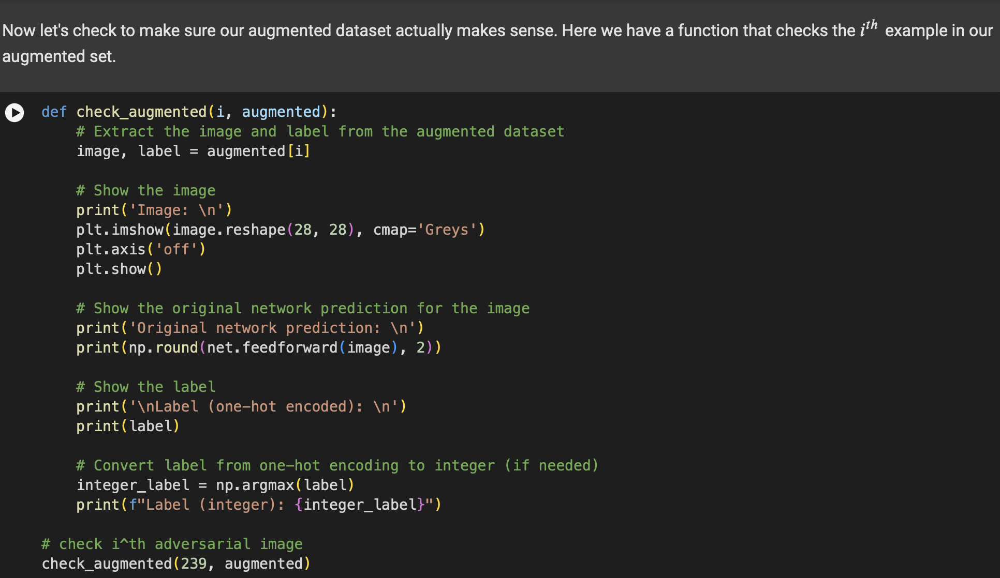 Now let's check to make sure our augmented dataset actually makes sense. Here we have a function that checks the i^th example in our
augmented set.
def check_augmented(i, augmented):
    # Extract the image and label from the augmented dataset
    image, label = augmented[i]

    # Show the image
    print('Image: \n')
    plt.imshow(image.reshape(28, 28), cmap='Greys')
    plt.axis('off')
    plt.show()

    # Show the original network prediction for the image
    print('Original network prediction: \n')
    print(np.round(net.feedforward(image), 2))

    # Show the label
    print('\nLabel (one-hot encoded): \n')
    print(label)

    # Convert label from one-hot encoding to integer (if needed)
    integer_label = np.argmax(label)
    print(f"Label (integer): {integer_label}")

# check i^th adversarial image
check_augmented(239, augmented)